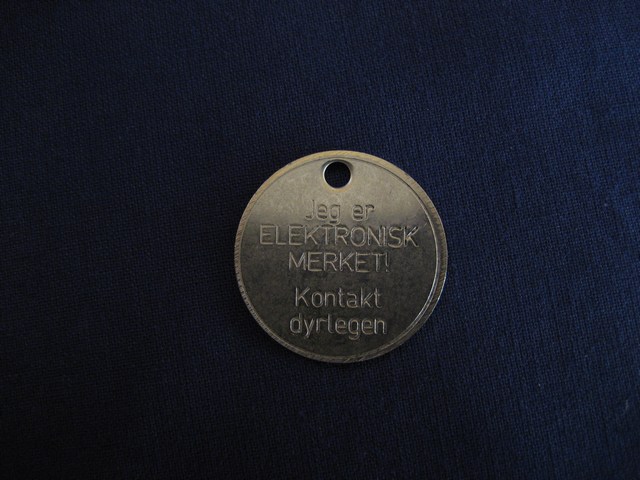 Jeg er
ELEKTRONISK
MERKET!
Kontakt
dyrlegen